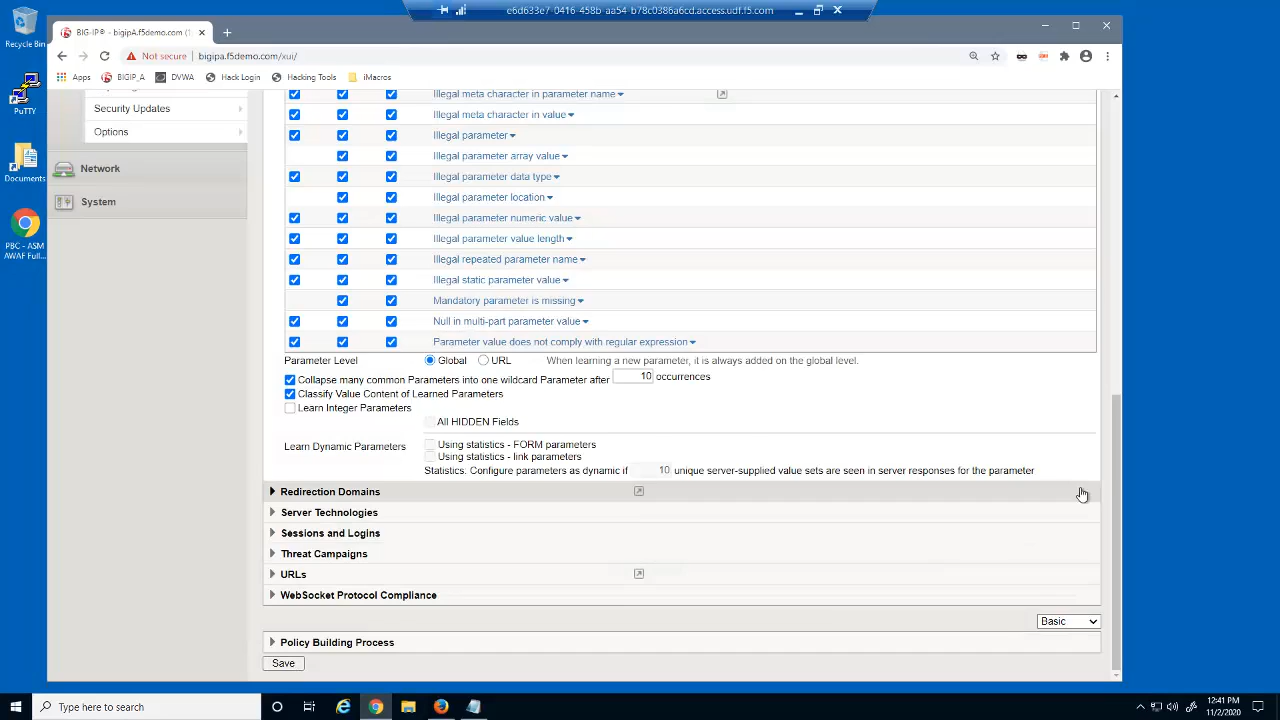 Recycle Bin
PuTTY
Documents
PBC - ASM
AWAF Full...
e6d633e7-0416-458b-aa54-b78c0386a6cd.access.udf.f5.com
BIG-IP® - bigipA.f5demo.com (1
Not secure
bigipa.f5demo.com/xui/
Apps
BIGIP_A
DVWA
Hack Login
Hacking Tools
iMacros
Security Updates
Options
Network
System
Illegal meta character in parameter name
Illegal meta character in value
Illegal parameter
Illegal parameter array value
Illegal parameter data type
Illegal parameter location
Illegal parameter numeric value
Illegal parameter value length
Illegal repeated parameter name
Illegal static parameter value
Mandatory parameter is missing
Null in multi-part parameter value
Parameter value does not comply with regular expression
Parameter Level Global URL When learning a new parameter, it is always added on the global level.
Collapse many common Parameters into one wildcard Parameter after 10 occurrences
Classify Value Content of Learned Parameters
Learn Integer Parameters
All HIDDEN Fields
Learn Dynamic Parameters
Using statistics - FORM parameters
Using statistics - link parameters
Statistics: Configure parameters as dynamic if 10 unique server-supplied value sets are seen in server responses for the parameter
Redirection Domains
Server Technologies
Sessions and Logins
Threat Campaigns
URLs
WebSocket Protocol Compliance
Basic
Policy Building Process
Save
Type here to search
12:41 PM
11/2/2020